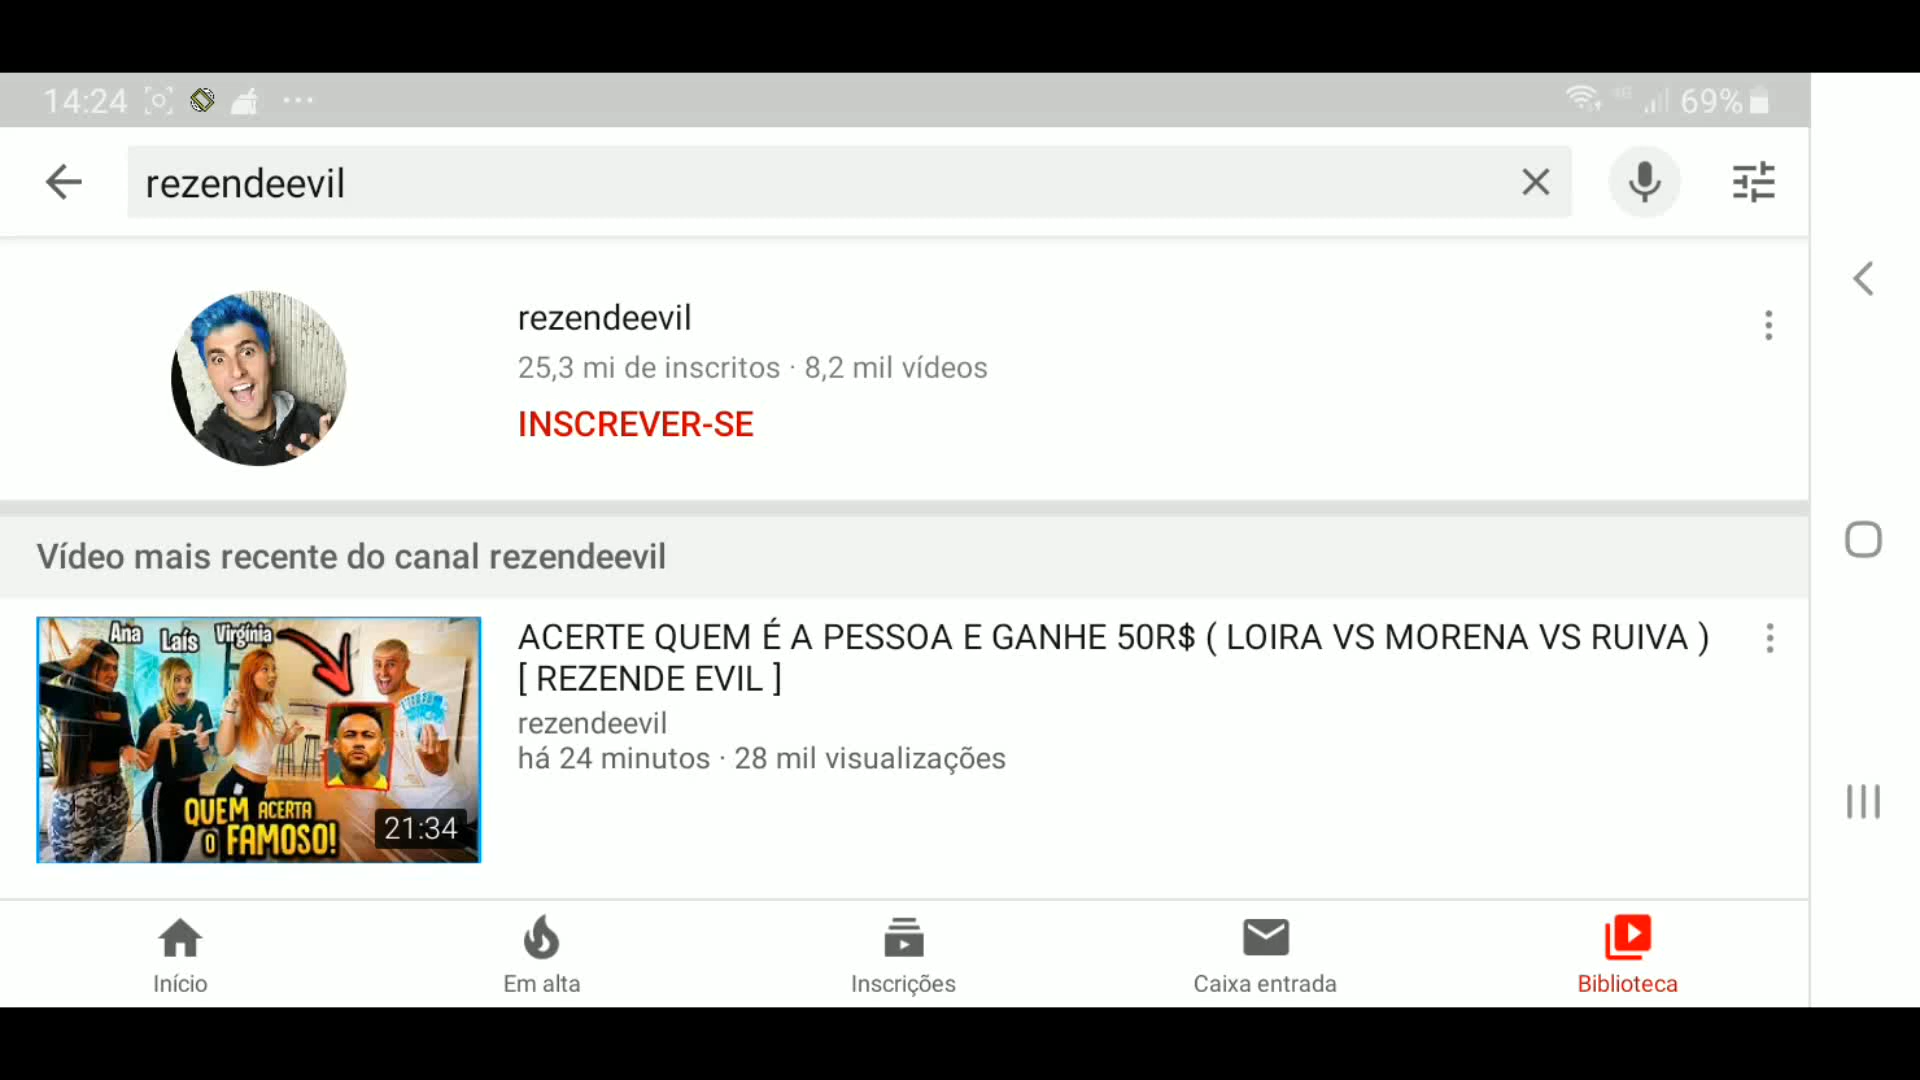 14:24
4G 69%
rezendeevil
rezendeevil
25,3 mi de inscritos · 8,2 mil vídeos
INSCREVER-SE
Vídeo mais recente do canal rezendeevil
Ana Laís Virgínia
QUEM ACERTA
O FAMOSO!
21:34
ACERTE QUEM É A PESSOA E GANHE 50R$ ( LOIRA VS MORENA VS RUIVA )
[ REZENDE EVIL ]
rezendeevil
há 24 minutos · 28 mil visualizações
Início
Em alta
Inscrições
Caixa entrada
Biblioteca